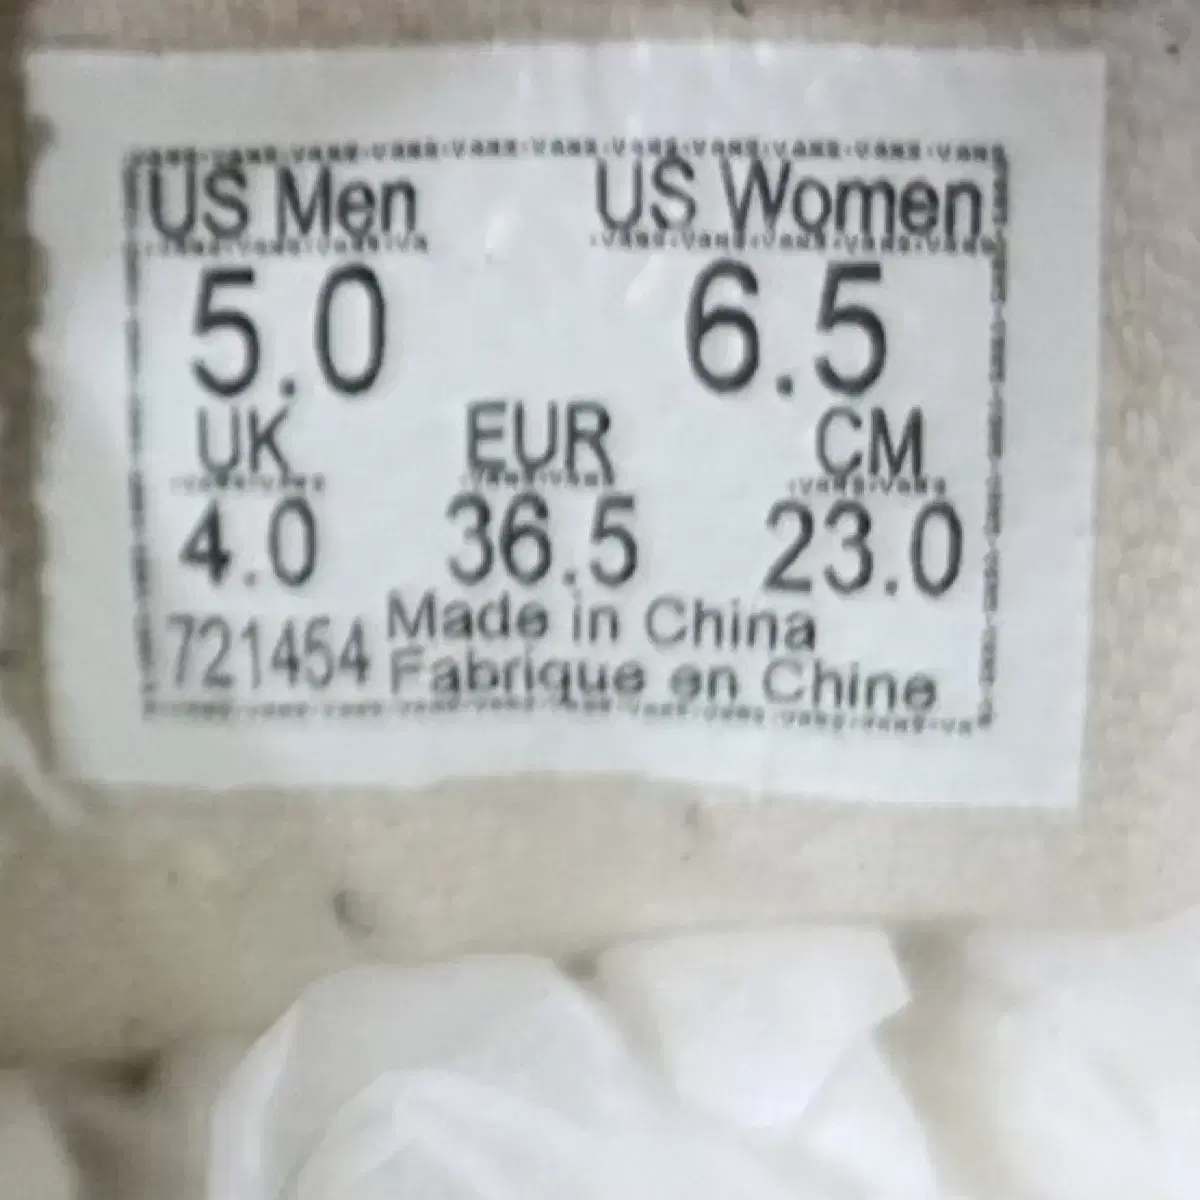 US Men US Women
5.0 6.5
UK EUR CM
4.0 36.5 23.0
721454 Made in China
Fabrique en Chine